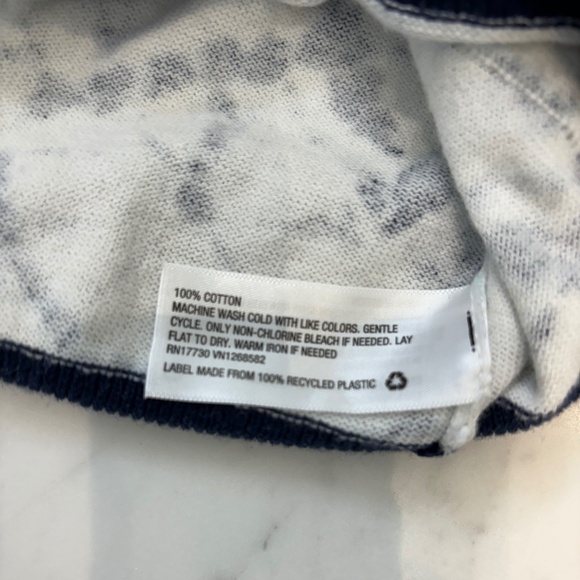 100% COTTON
MACHINE WASH COLD WITH LIKE COLORS. GENTLE
CYCLE. ONLY NON-CHLORINE BLEACH IF NEEDED. LAY
FLAT TO DRY. WARM IRON IF NEEDED
RN17730 VN1268582
LABEL MADE FROM 100% RECYCLED PLASTIC